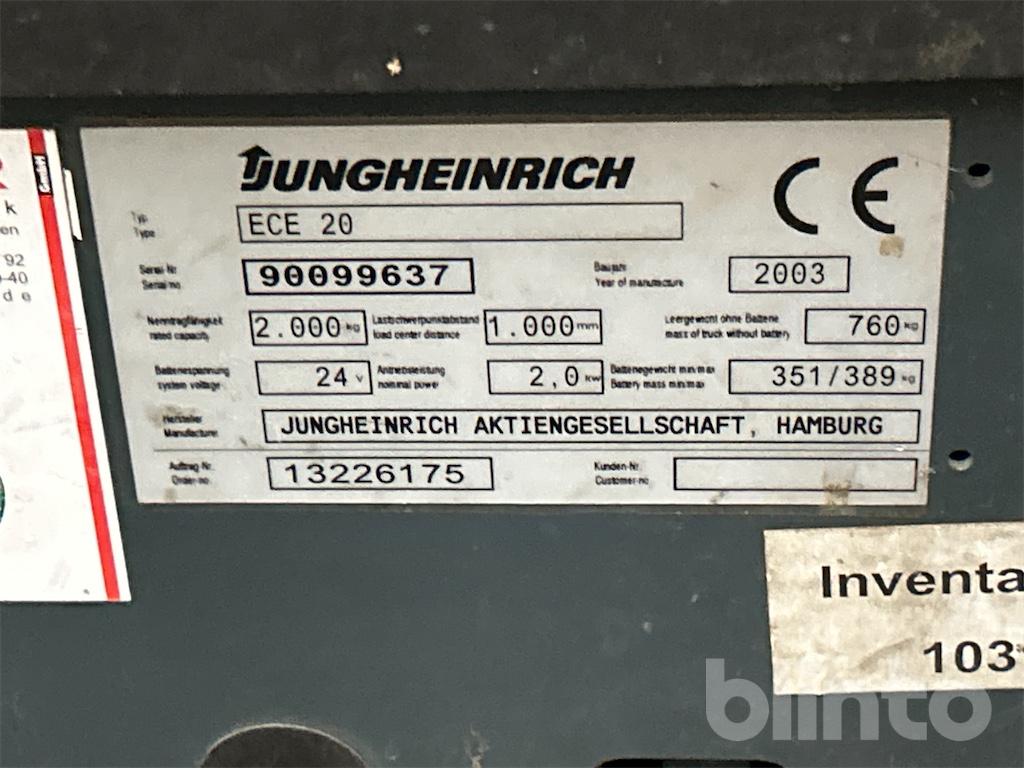 JUNGHEINRICH
CE
Typ
Type
ECE 20
Serial-Nr.
Serial no.
90099637
Baujahr
Year of manufacture
2003
Nenntragfähigkeit
rated capacity
2.000 kg
Lastschwerpunktabstand
load center distance
1.000 mm
Leergewicht ohne Batterie
mass of truck without battery
760 kg
Batteriespannung
system voltage
24 V
Antriebsleistung
nominal power
2,0 kW
Batteriegewicht min/max
Battery mass min/max
351/389 kg
Hersteller
Manufacturer
JUNGHEINRICH AKTIENGESELLSCHAFT, HAMBURG
Auftrag-Nr.
Order-no.
13226175
Kunden-Nr.
Customer-no.
GmbH
R
k
en
92
-40
de
Inventa
103
blinto